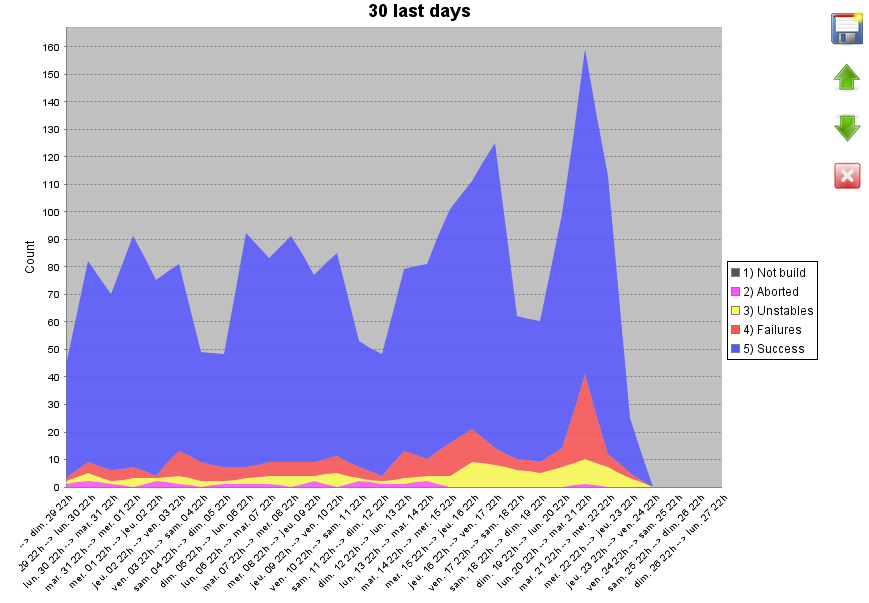 30 last days
Count
160
150
140
130
120
110
100
90
80
70
60
50
40
30
20
10
0
--> dim. 29 22h
29 22h --> lun. 30 22h
lun. 30 22h --> mar. 31 22h
mar. 31 22h --> mer. 01 22h
mer. 01 22h --> jeu. 02 22h
jeu. 02 22h --> ven. 03 22h
ven. 03 22h --> sam. 04 22h
sam. 04 22h --> dim. 05 22h
dim. 05 22h --> lun. 06 22h
lun. 06 22h --> mar. 07 22h
mar. 07 22h --> mer. 08 22h
mer. 08 22h --> jeu. 09 22h
jeu. 09 22h --> ven. 10 22h
ven. 10 22h --> sam. 11 22h
sam. 11 22h --> dim. 12 22h
dim. 12 22h --> lun. 13 22h
lun. 13 22h --> mar. 14 22h
mar. 14 22h --> mer. 15 22h
mer. 15 22h --> jeu. 16 22h
jeu. 16 22h --> ven. 17 22h
ven. 17 22h --> sam. 18 22h
sam. 18 22h --> dim. 19 22h
dim. 19 22h --> lun. 20 22h
lun. 20 22h --> mar. 21 22h
mar. 21 22h --> mer. 22 22h
mer. 22 22h --> jeu. 23 22h
jeu. 23 22h --> ven. 24 22h
ven. 24 22h --> sam. 25 22h
sam. 25 22h --> dim. 26 22h
dim. 26 22h --> lun. 27 22h
1) Not build
2) Aborted
3) Unstables
4) Failures
5) Success